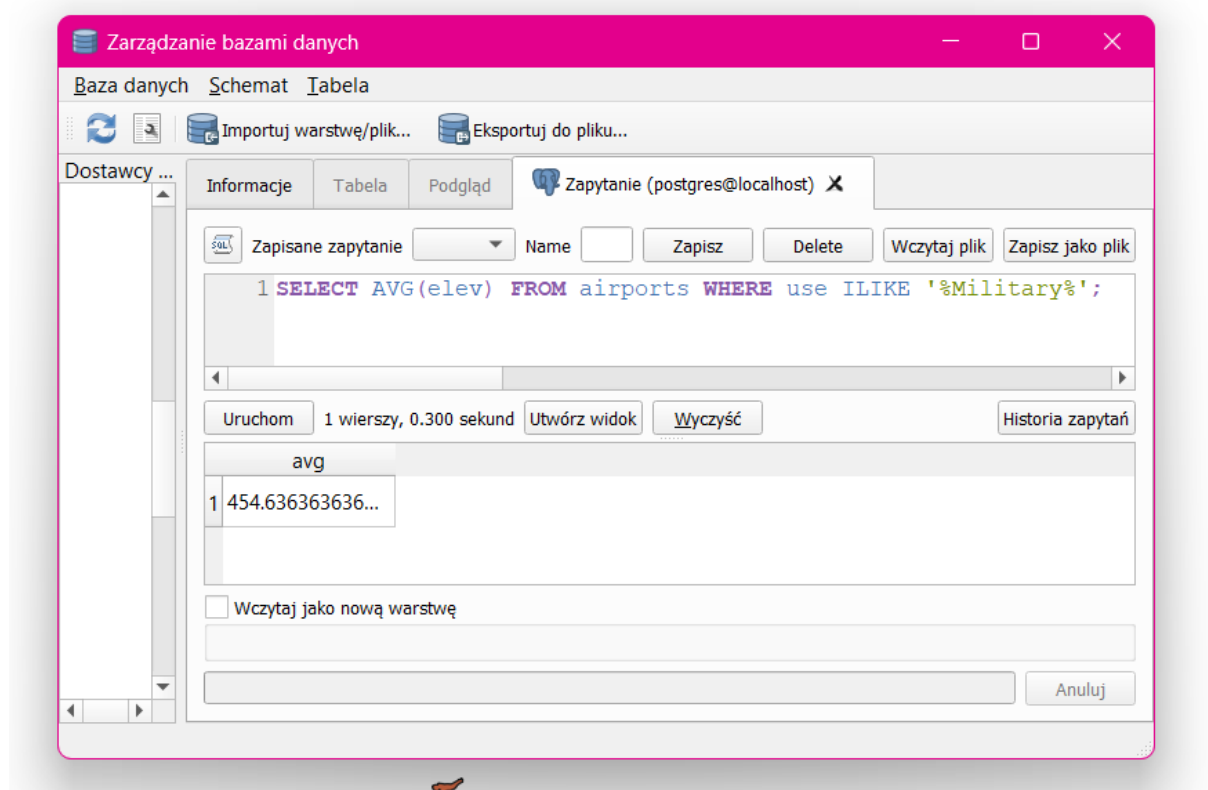 Zarządzanie bazami danych
Baza danych Schemat Tabela
Importuj warstwę/plik... Eksportuj do pliku...
Dostawcy ...
Informacje Tabela Podgląd Zapytanie (postgres@localhost)
SQL Zapisane zapytanie Name Zapisz Delete Wczytaj plik Zapisz jako plik
1 SELECT AVG(elev) FROM airports WHERE use ILIKE '%Military%';
Uruchom 1 wierszy, 0.300 sekund Utwórz widok Wyczyść Historia zapytań
avg
1 454.636363636...
Wczytaj jako nową warstwę
Anuluj